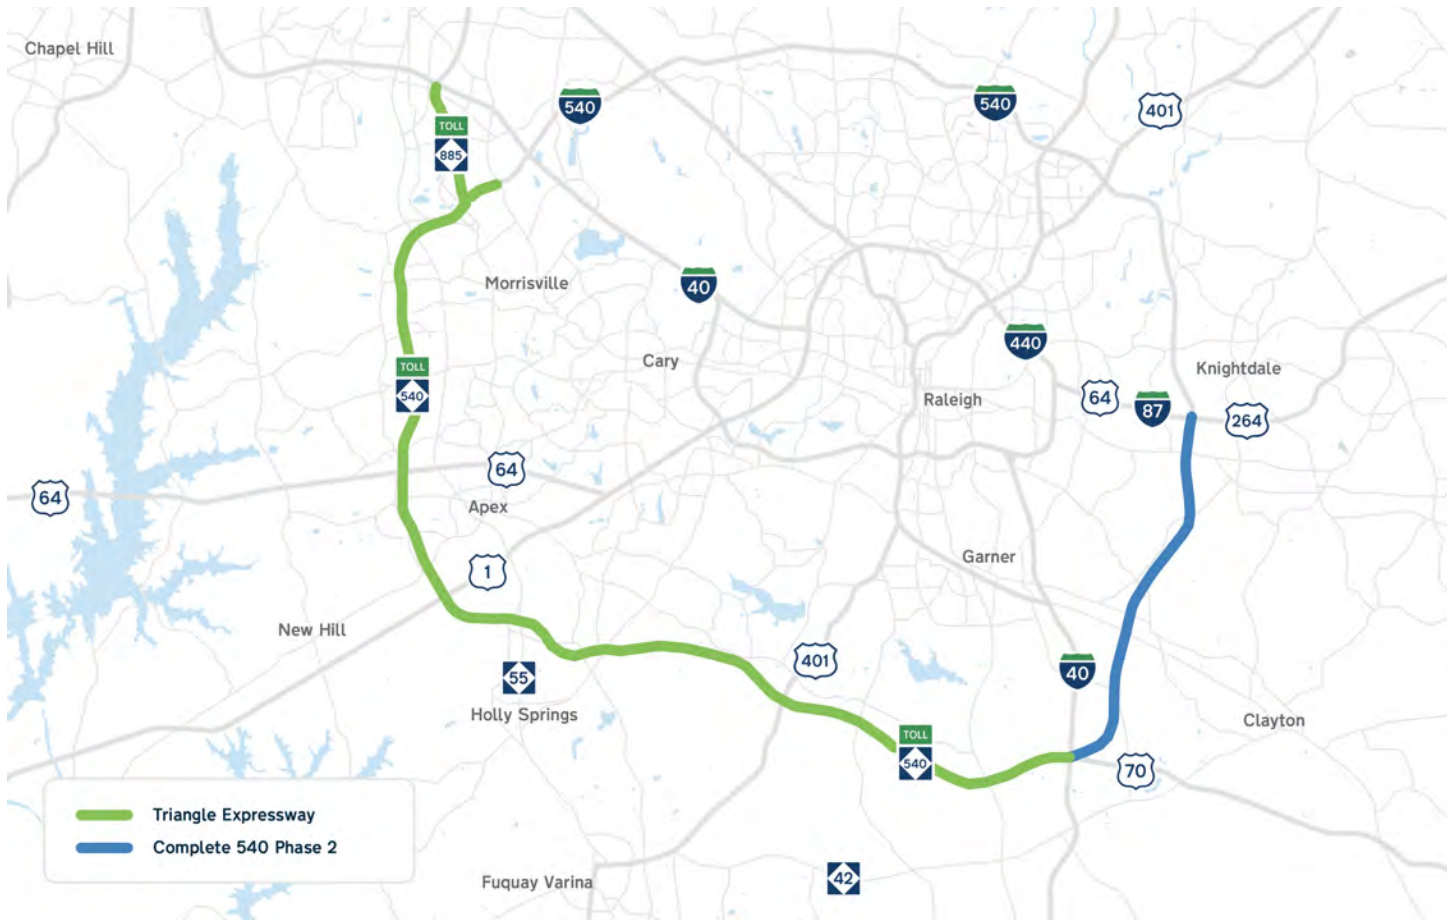 Chapel Hill
540
540
401
TOLL
885
Morrisville
40
440
Cary
Knightdale
TOLL
540
Raleigh
64
87
264
64
64
Apex
Garner
1
New Hill
401
55
40
Holly Springs
Clayton
TOLL
540
70
Triangle Expressway
Complete 540 Phase 2
Fuquay Varina
42